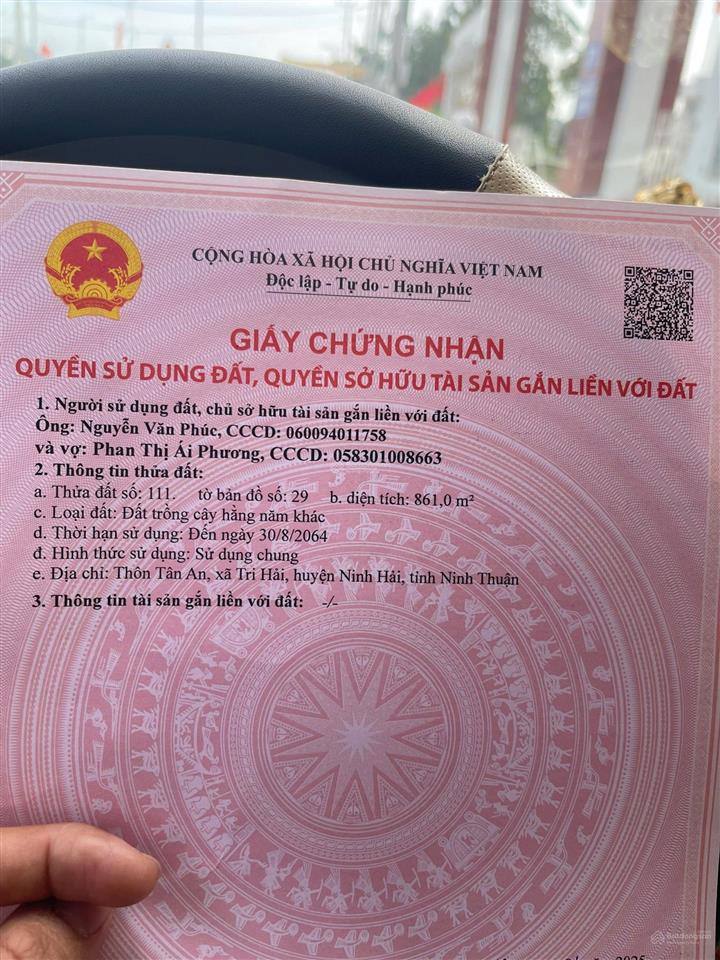 CỘNG HÒA XÃ HỘI CHỦ NGHĨA VIỆT NAM
Độc lập - Tự do - Hạnh phúc
GIẤY CHỨNG NHẬN
QUYỀN SỬ DỤNG ĐẤT, QUYỀN SỞ HỮU TÀI SẢN GẮN LIỀN VỚI ĐẤT
1. Người sử dụng đất, chủ sở hữu tài sản gắn liền với đất:
Ông: Nguyễn Văn Phúc, CCCD: 060094011758
và vợ: Phan Thị Ái Phương, CCCD: 058301008663
2. Thông tin thửa đất:
a. Thửa đất số: 111. tờ bản đồ số: 29 b. diện tích: 861,0 m²
c. Loại đất: Đất trồng cây hằng năm khác
d. Thời hạn sử dụng: Đến ngày 30/8/2064
đ. Hình thức sử dụng: Sử dụng chung
e. Địa chỉ: Thôn Tân An, xã Tri Hải, huyện Ninh Hải, tỉnh Ninh Thuận
3. Thông tin tài sản gắn liền với đất: -/-
Batdongsan